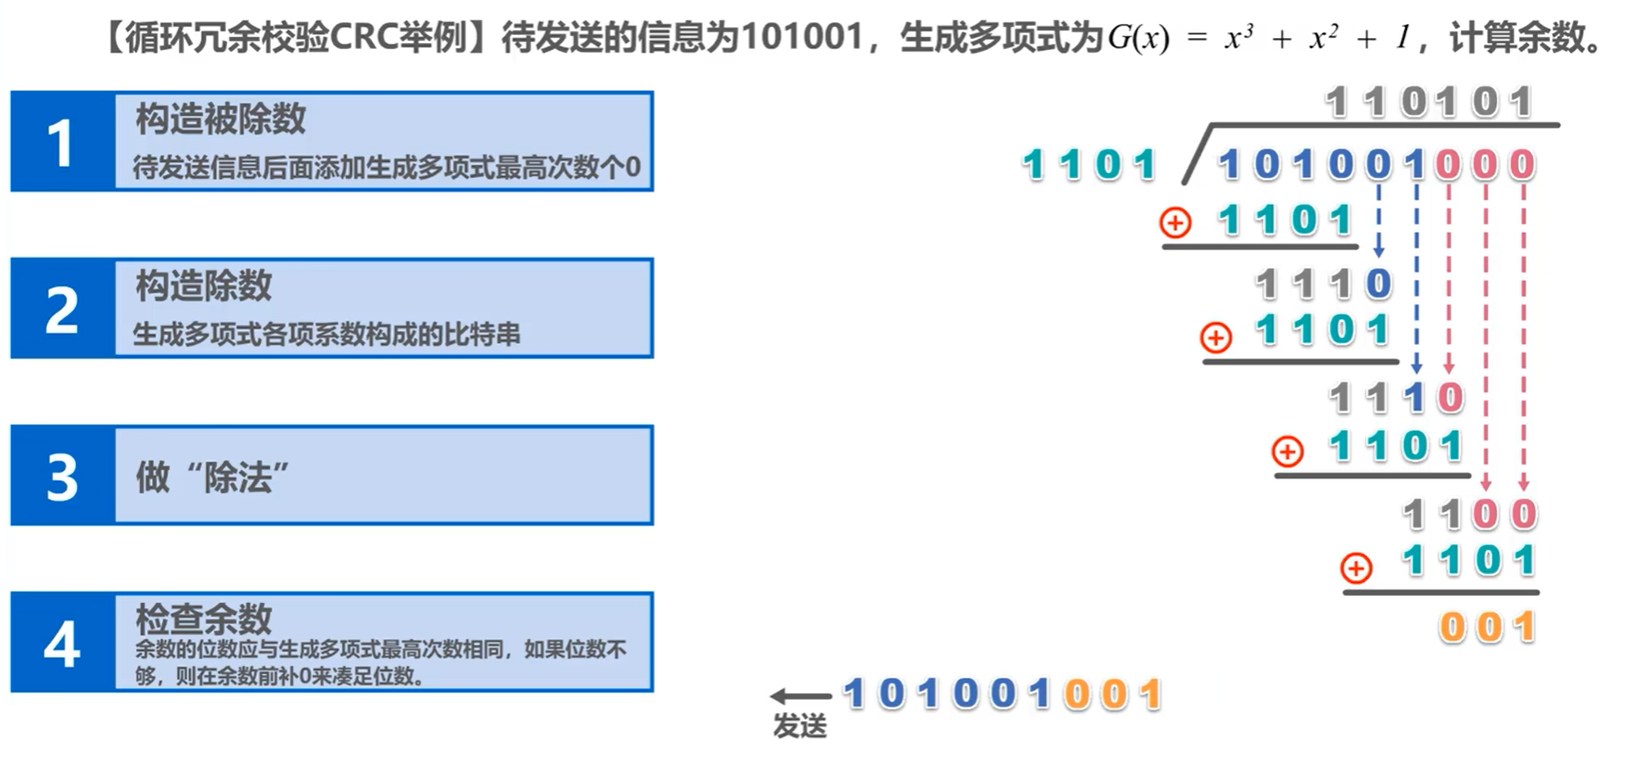 【循环冗余校验CRC举例】待发送的信息为101001，生成多项式为G(x) = x³ + x² + 1，计算余数。
1
构造被除数
待发送信息后面添加生成多项式最高次数个0
2
构造除数
生成多项式各项系数构成的比特串
3
做“除法”
4
检查余数
余数的位数应与生成多项式最高次数相同，如果位数不
够，则在余数前补0来凑足位数。
110101
1101 101001000
⊕ 1101
1110
⊕ 1101
1110
⊕ 1101
1100
⊕ 1101
001
101001001
发送